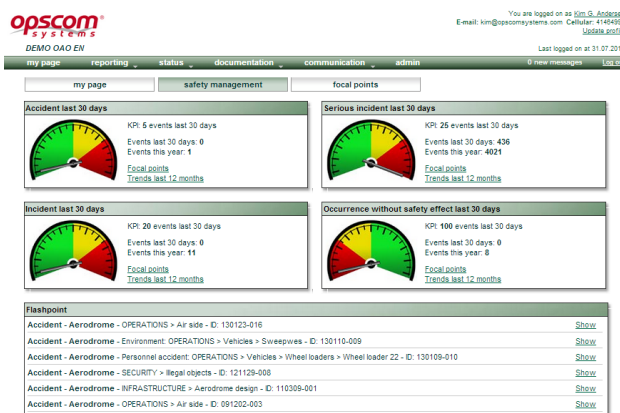 You are logged on as Kim G. Anderse
opscom
systems
E-mail: kim@opscomsystems.com Cellular: 4146499
Update profi
DEMO OAO EN
Last logged on at 31.07.201
my page reporting status documentation communication admin 0 new messages Log o
my page safety management focal points
Accident last 30 days
KPI: 5 events last 30 days
Events last 30 days: 0
Events this year: 1
Focal points
Trends last 12 months
Serious incident last 30 days
KPI: 25 events last 30 days
Events last 30 days: 436
Events this year: 4021
Focal points
Trends last 12 months
Incident last 30 days
KPI: 20 events last 30 days
Events last 30 days: 0
Events this year: 11
Focal points
Trends last 12 months
Occurrence without safety effect last 30 days
KPI: 100 events last 30 days
Events last 30 days: 0
Events this year: 8
Focal points
Trends last 12 months
Flashpoint
Accident - Aerodrome - OPERATIONS > Air side - ID: 130123-016 Show
Accident - Aerodrome - Environment: OPERATIONS > Vehicles > Sweepwes - ID: 130110-009 Show
Accident - Aerodrome - Personnel accident: OPERATIONS > Vehicles > Wheel loaders > Wheel loader 22 - ID: 130109-010 Show
Accident - Aerodrome - SECURITY > Illegal objects - ID: 121129-008 Show
Accident - Aerodrome - INFRASTRUCTURE > Aerodrome design - ID: 110309-001 Show
Accident - Aerodrome - OPERATIONS > Air side - ID: 091202-003 Show